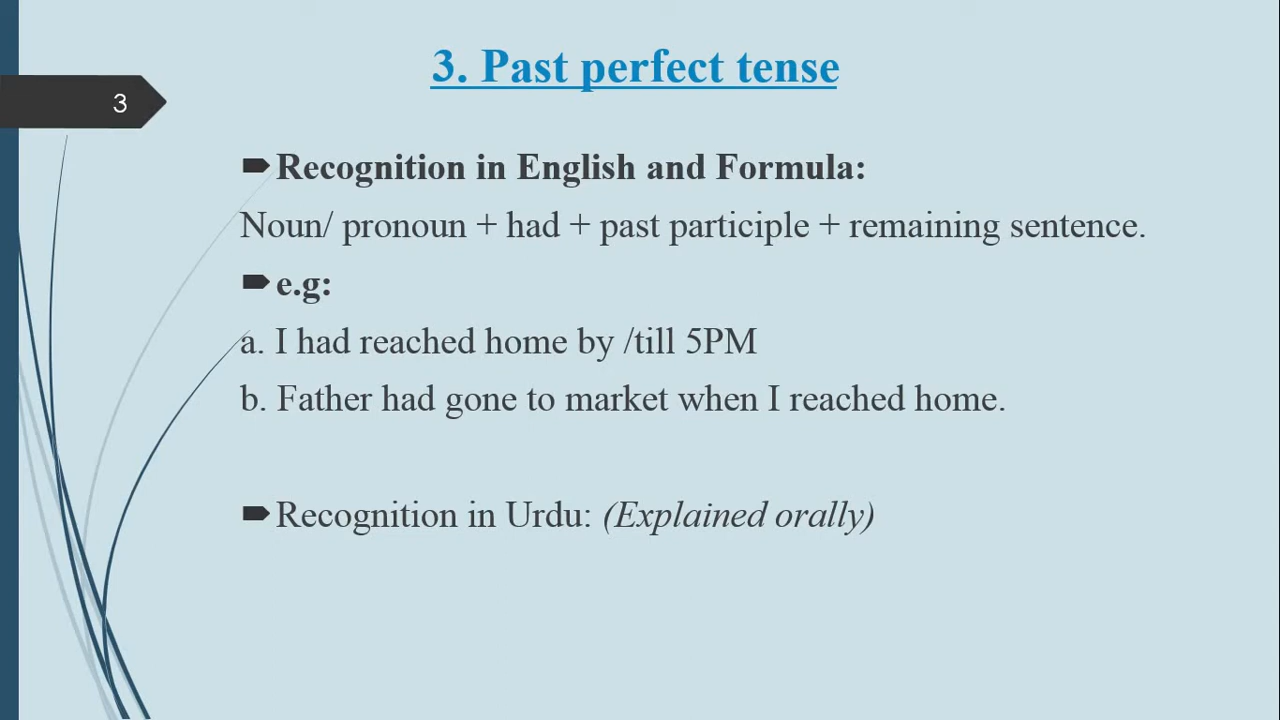 3. Past perfect tense
3
Recognition in English and Formula:
Noun/ pronoun + had + past participle + remaining sentence.
e.g:
a. I had reached home by /till 5PM
b. Father had gone to market when I reached home.
Recognition in Urdu: (Explained orally)